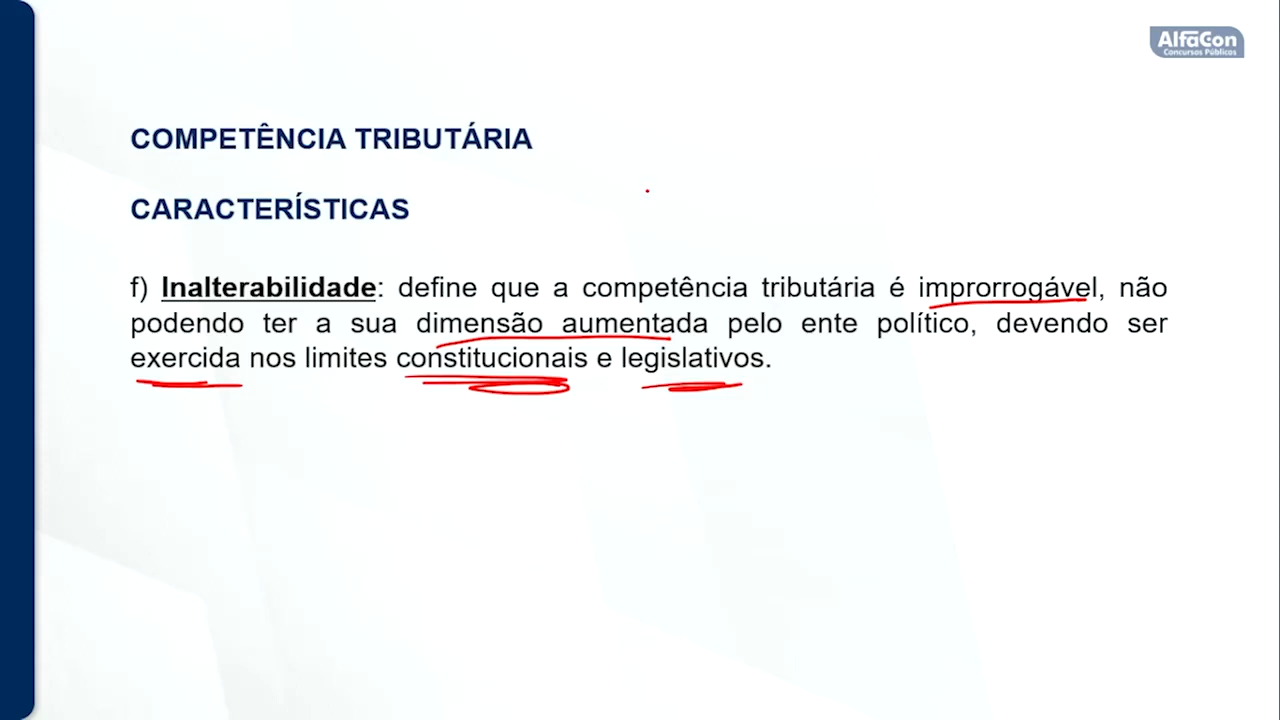 AlfaCon
Concursos Públicos
COMPETÊNCIA TRIBUTÁRIA
CARACTERÍSTICAS
f) Inalterabilidade: define que a competência tributária é improrrogável, não
podendo ter a sua dimensão aumentada pelo ente político, devendo ser
exercida nos limites constitucionais e legislativos.